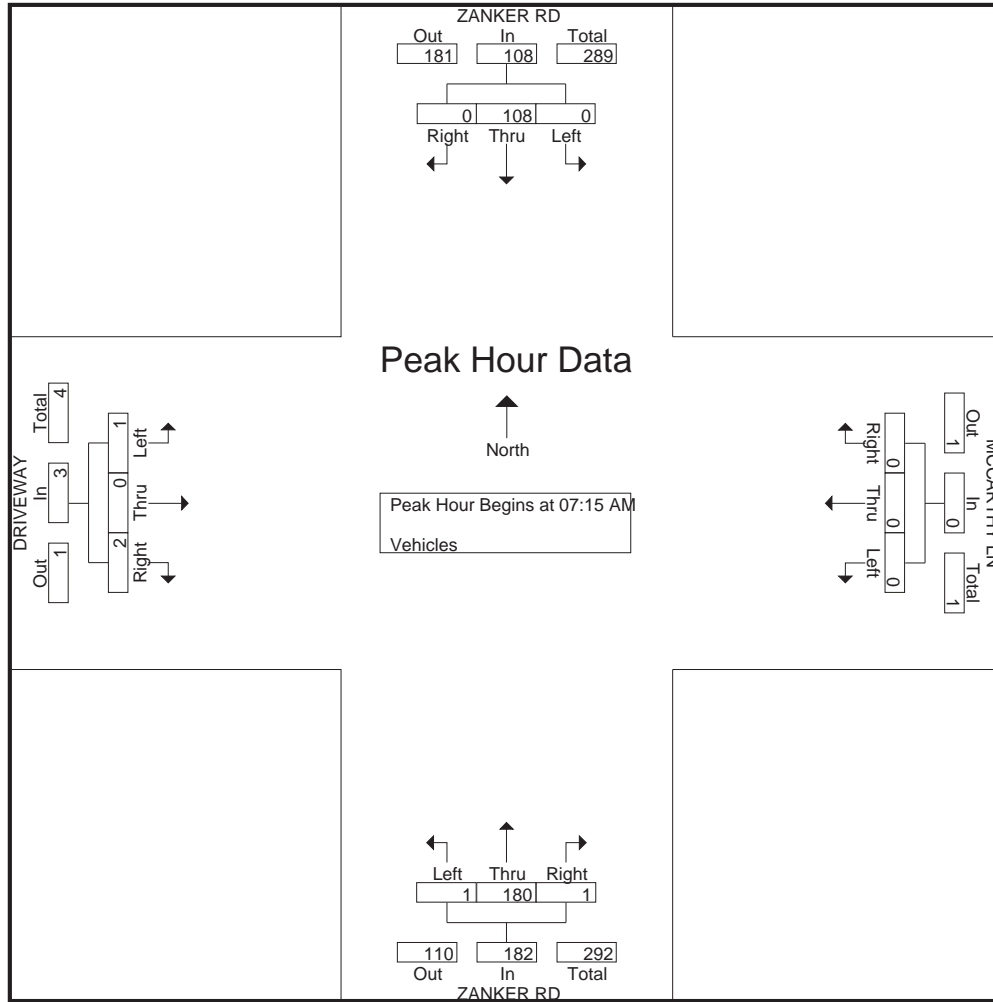 ZANKER RD
Out In Total
181 108 289
0 108 0
Right Thru Left
Peak Hour Data
North
Peak Hour Begins at 07:15 AM
Vehicles
DRIVEWAY
Out In Total
1 3 4
2 0 1
Right Thru Left
MCCARTHY LN
Out In Total
1 0 1
0 0 0
Right Thru Left
Left Thru Right
1 180 1
110 182 292
Out In Total
ZANKER RD